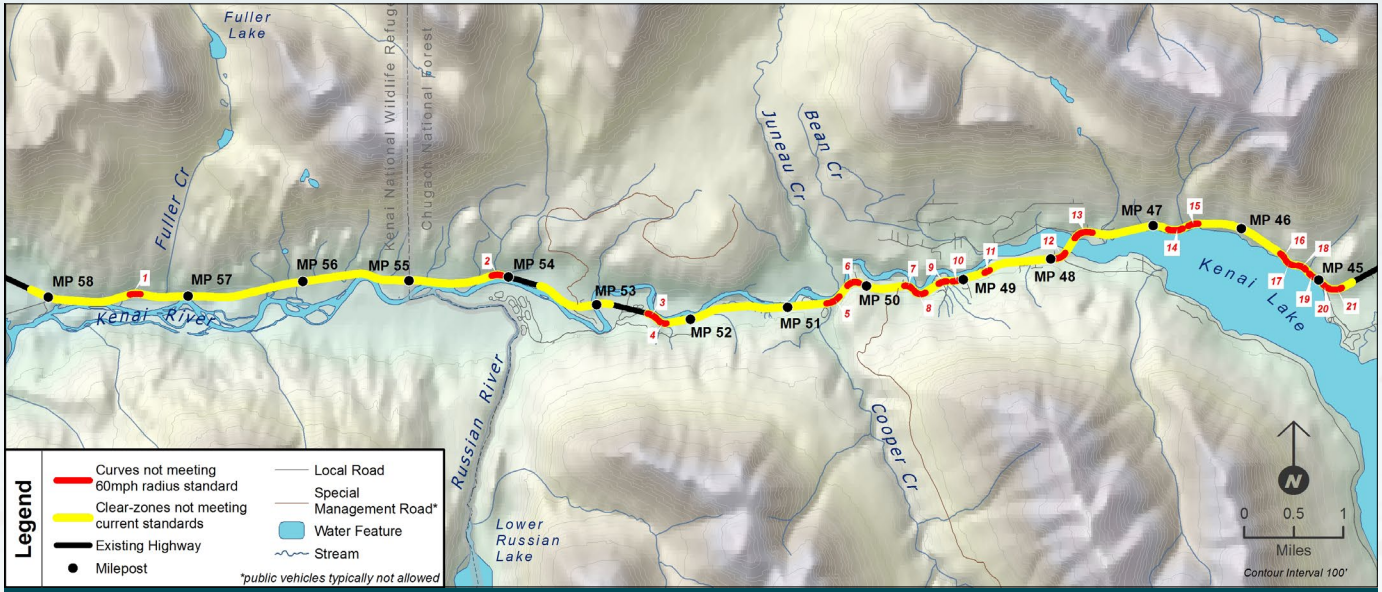 Fuller
Lake
Kenai National Wildlife Refuge
Chugach National Forest
Juneau Cr
Bean Cr
Fuller Cr
MP 58
1
MP 57
MP 56
MP 55
2
MP 54
MP 53
3
4
MP 52
MP 51
5
6
MP 50
7
8
9
10
MP 49
11
12
MP 48
13
MP 47
14
15
MP 46
16
17
18
MP 45
19
20
21
Kenai River
Kenai Lake
Russian River
Cooper Cr
Lower
Russian
Lake
Legend
Curves not meeting
60mph radius standard
Clear-zones not meeting
current standards
Existing Highway
Milepost
Local Road
Special
Management Road*
Water Feature
Stream
*public vehicles typically not allowed
N
0 0.5 1
Miles
Contour Interval 100'